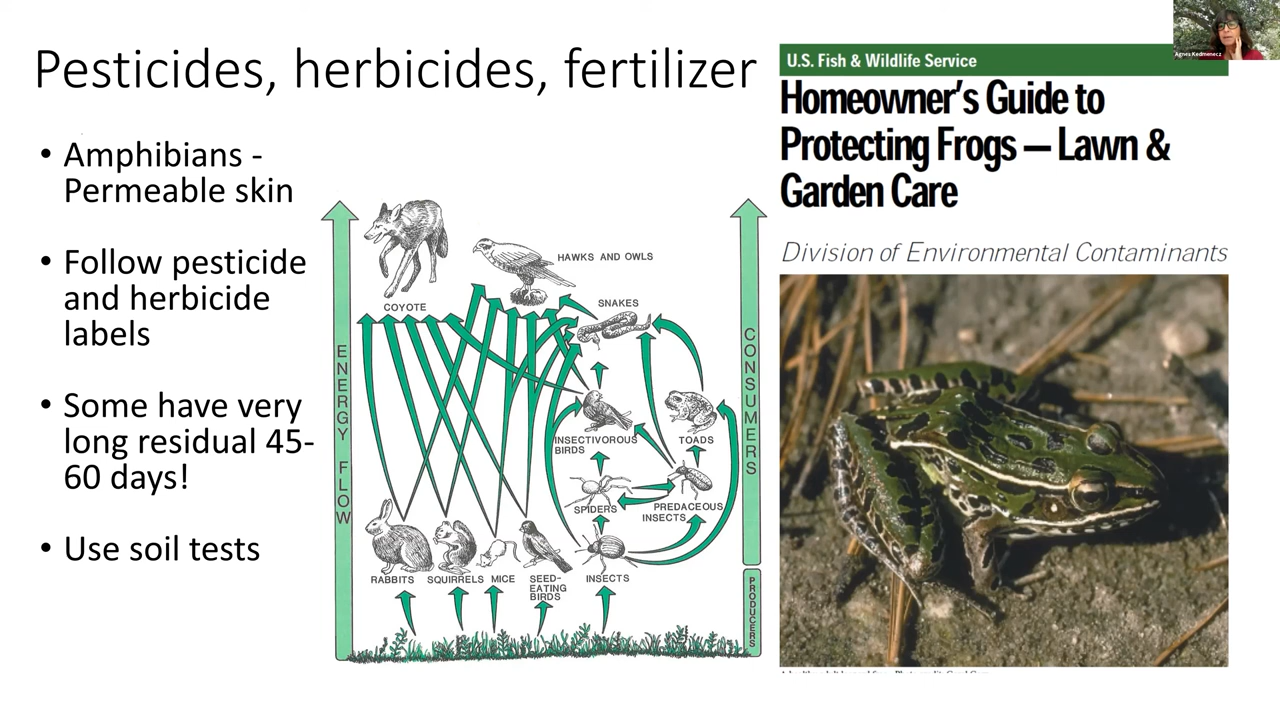 Pesticides, herbicides, fertilizer
• Amphibians -
Permeable skin
• Follow pesticide
and herbicide
labels
• Some have very
long residual 45-
60 days!
• Use soil tests
ENERGY FLOW
COYOTE
HAWKS AND OWLS
SNAKES
INSECTIVOROUS
BIRDS
TOADS
SPIDERS
PREDACEOUS
INSECTS
RABBITS
SQUIRRELS
MICE
SEED-
EATING
BIRDS
INSECTS
CONSUMERS
PRODUCERS
U.S. Fish & Wildlife Service
Homeowner's Guide to
Protecting Frogs — Lawn &
Garden Care
Division of Environmental Contaminants
Agnes Kedmenecz